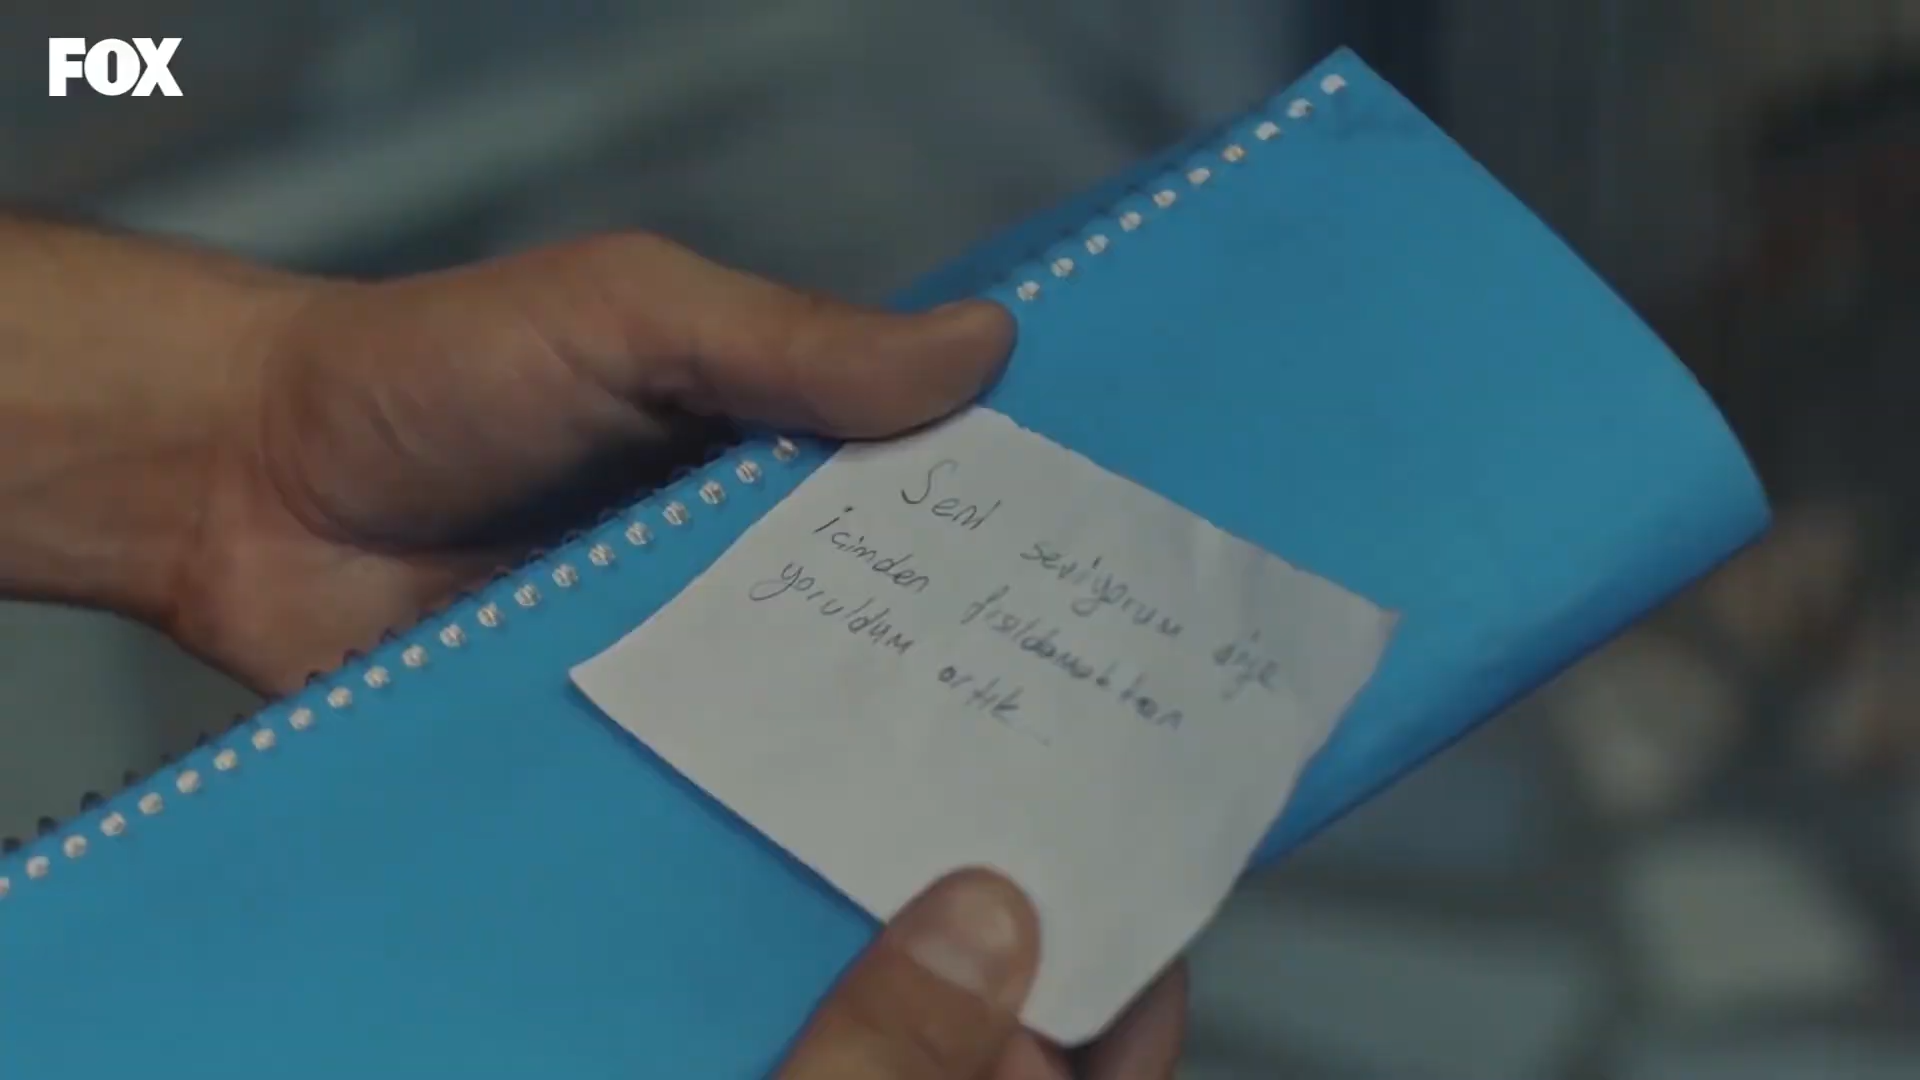 FOX
Seni seviyorum diye
içimden fısıldamaktan
yoruldum artık...